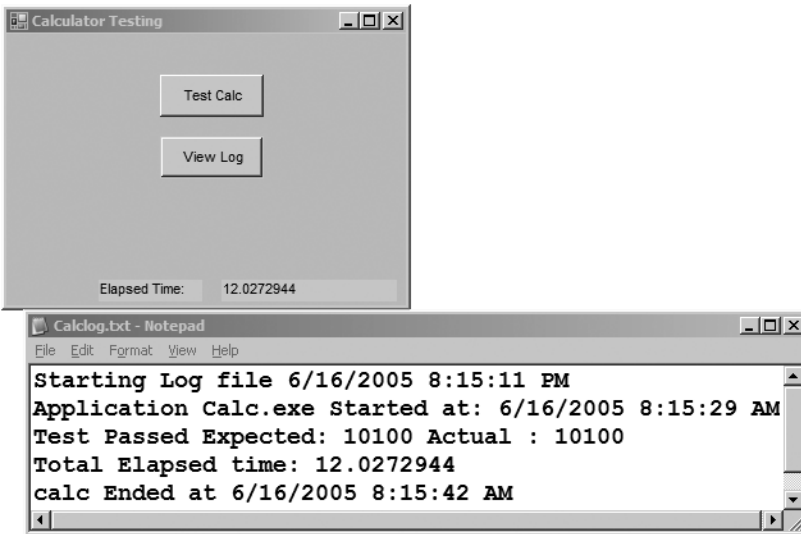 Calculator Testing
Test Calc
View Log
Elapsed Time: 12.0272944
Calclog.txt - Notepad
File Edit Format View Help
Starting Log file 6/16/2005 8:15:11 PM
Application Calc.exe Started at: 6/16/2005 8:15:29 AM
Test Passed Expected: 10100 Actual : 10100
Total Elapsed time: 12.0272944
calc Ended at 6/16/2005 8:15:42 AM